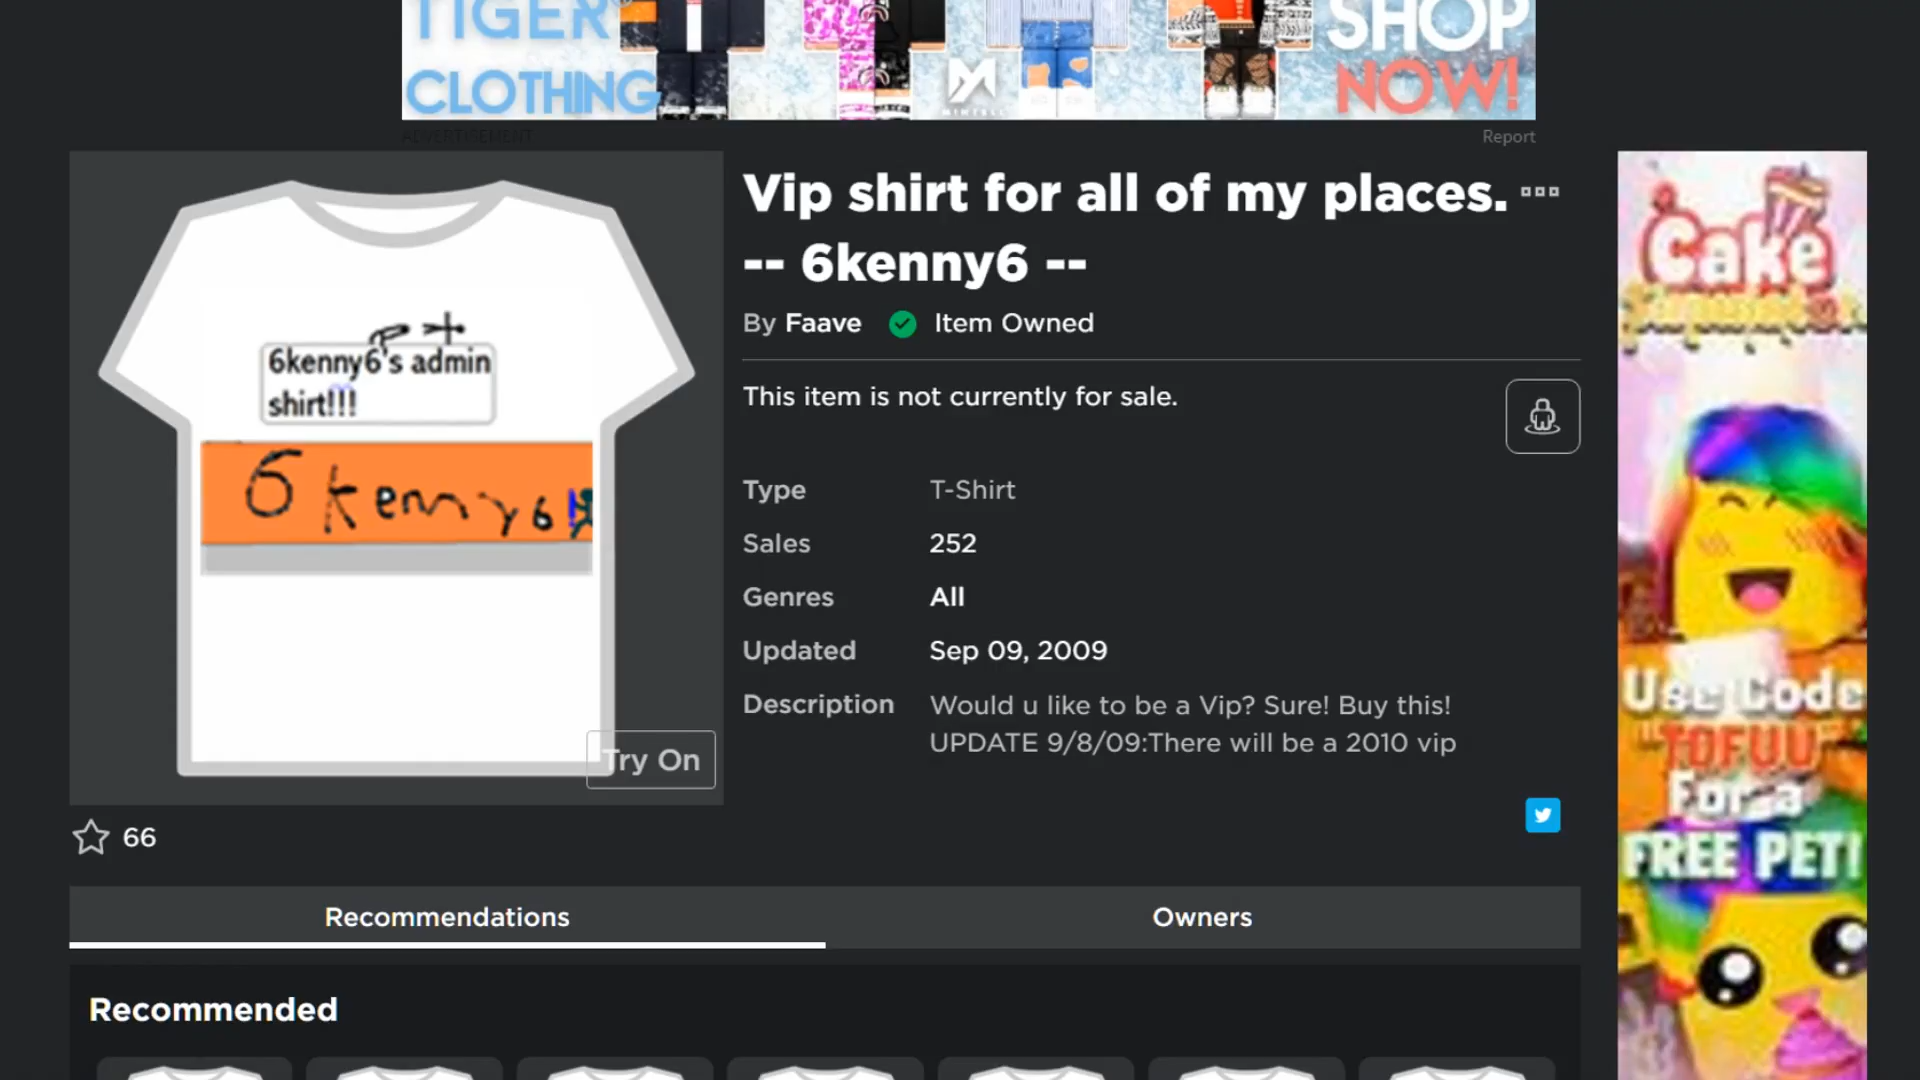 TIGER
CLOTHING
SHOP
NOW!
ADVERTISEMENT
Report
Vip shirt for all of my places.
-- 6kenny6 --
By Faave Item Owned
This item is not currently for sale.
Type T-Shirt
Sales 252
Genres All
Updated Sep 09, 2009
Description Would u like to be a Vip? Sure! Buy this!
UPDATE 9/8/09:There will be a 2010 vip
6kenny6's admin
shirt!!!
6kenny6!
Try On
66
Recommendations Owners
Recommended
Cake
Use Code
"TOFUU"
For a
FREE PET!